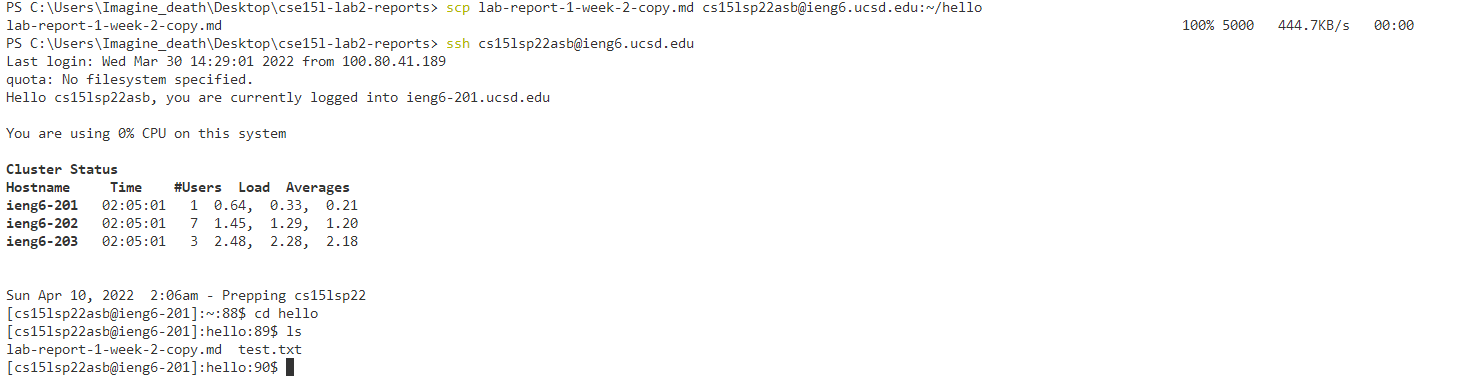 PS C:\Users\Imagine_death\Desktop\cse15l-lab2-reports> scp lab-report-1-week-2-copy.md cs15lsp22asb@ieng6.ucsd.edu:~/hello
lab-report-1-week-2-copy.md 100% 5000 444.7KB/s 00:00
PS C:\Users\Imagine_death\Desktop\cse15l-lab2-reports> ssh cs15lsp22asb@ieng6.ucsd.edu
Last login: Wed Mar 30 14:29:01 2022 from 100.80.41.189
quota: No filesystem specified.
Hello cs15lsp22asb, you are currently logged into ieng6-201.ucsd.edu
You are using 0% CPU on this system
Cluster Status
Hostname Time #Users Load Averages
ieng6-201 02:05:01 1 0.64, 0.33, 0.21
ieng6-202 02:05:01 7 1.45, 1.29, 1.20
ieng6-203 02:05:01 3 2.48, 2.28, 2.18
Sun Apr 10, 2022 2:06am - Prepping cs15lsp22
[cs15lsp22asb@ieng6-201]:~:88$ cd hello
[cs15lsp22asb@ieng6-201]:hello:89$ ls
lab-report-1-week-2-copy.md test.txt
[cs15lsp22asb@ieng6-201]:hello:90$